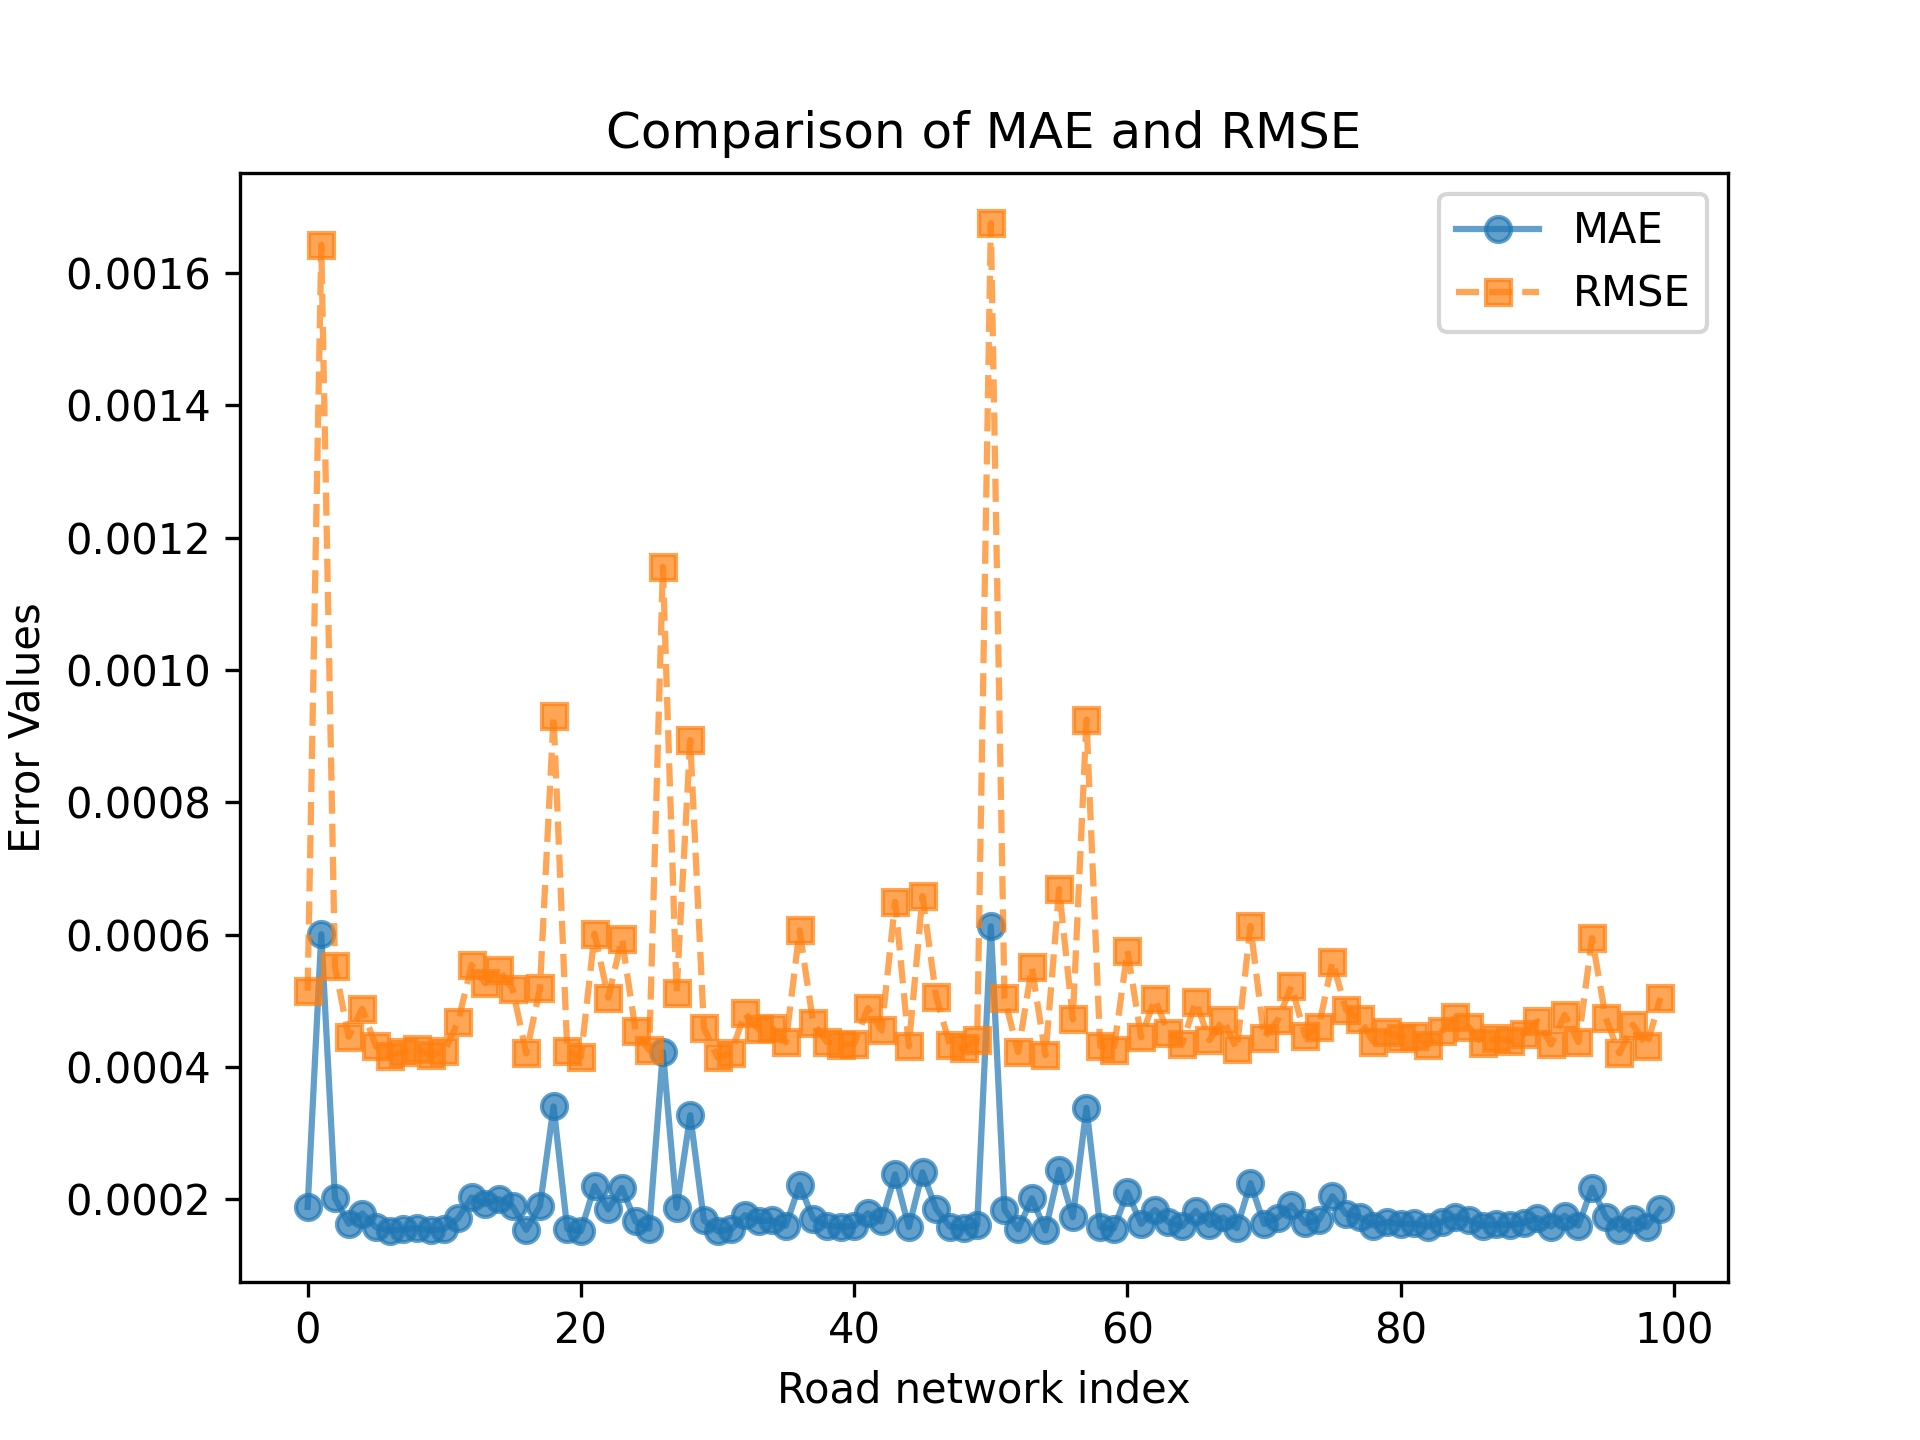 Comparison of MAE and RMSE
MAE
RMSE
Error Values
0.0016
0.0014
0.0012
0.0010
0.0008
0.0006
0.0004
0.0002
0 20 40 60 80 100
Road network index